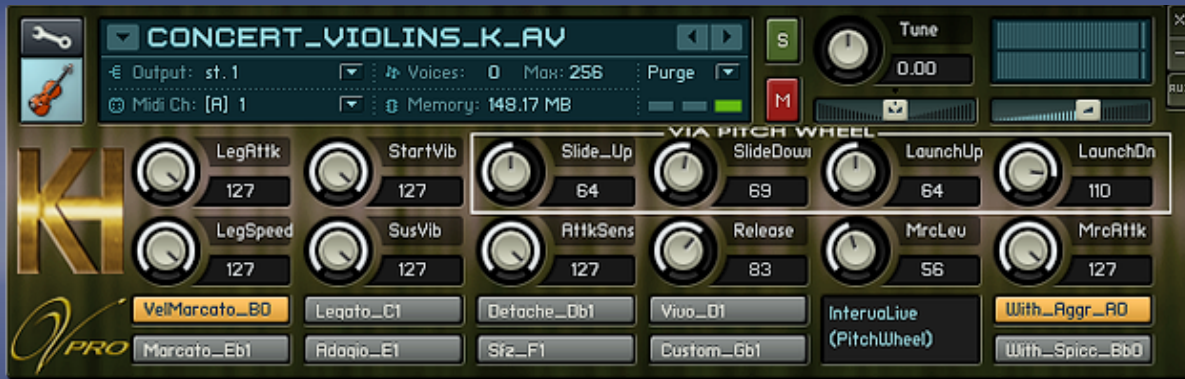 CONCERT_VIOLINS_K_AV
S
Tune
Output: st. 1
Voices: 0 Max: 256
Purge
0.00
Midi Ch: [A] 1
Memory: 148.17 MB
M
AUX
VIA PITCH WHEEL
KH
LegAttk
StartVib
Slide_Up
SlideDown
LaunchUp
LaunchDn
127
127
64
69
64
110
LegSpeed
SusVib
AttkSens
Release
MrcLev
MrcAttk
127
127
127
83
56
127
VelMarcato_B0
Legato_C1
Detache_Db1
Vivo_D1
IntervaLive
With_Aggr_A0
(PitchWheel)
PRO
Marcato_Eb1
Adagio_E1
Sfz_F1
Custom_Gb1
With_Spicc_Bb0